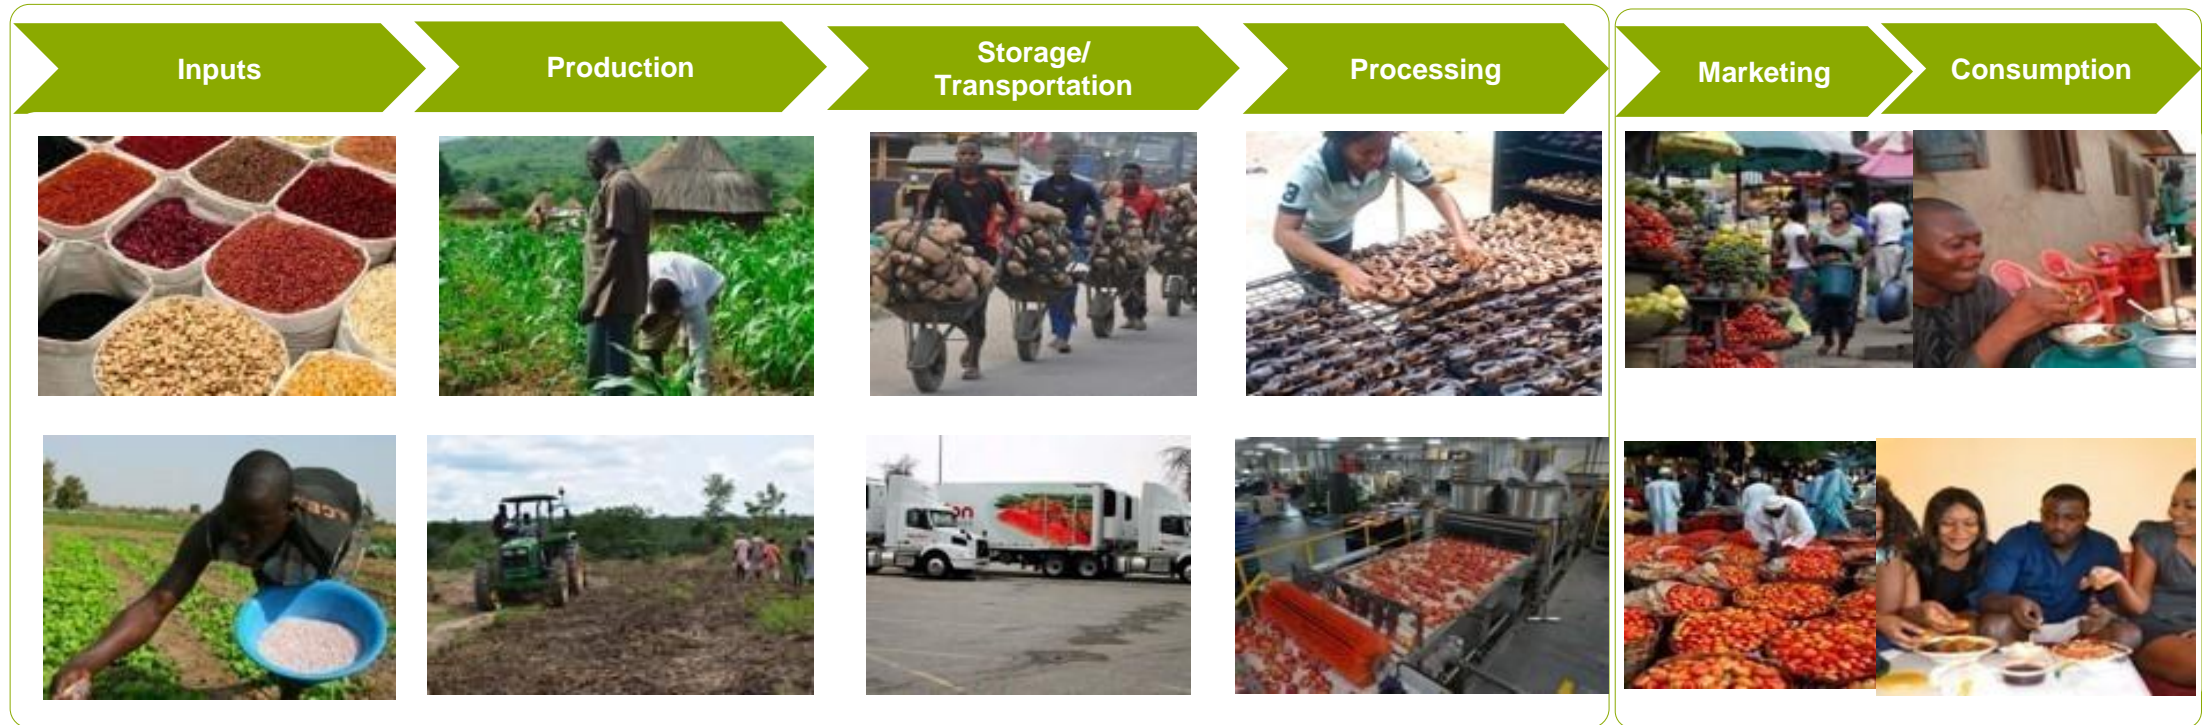 Inputs
Production
Storage/
Transportation
Processing
Marketing
Consumption